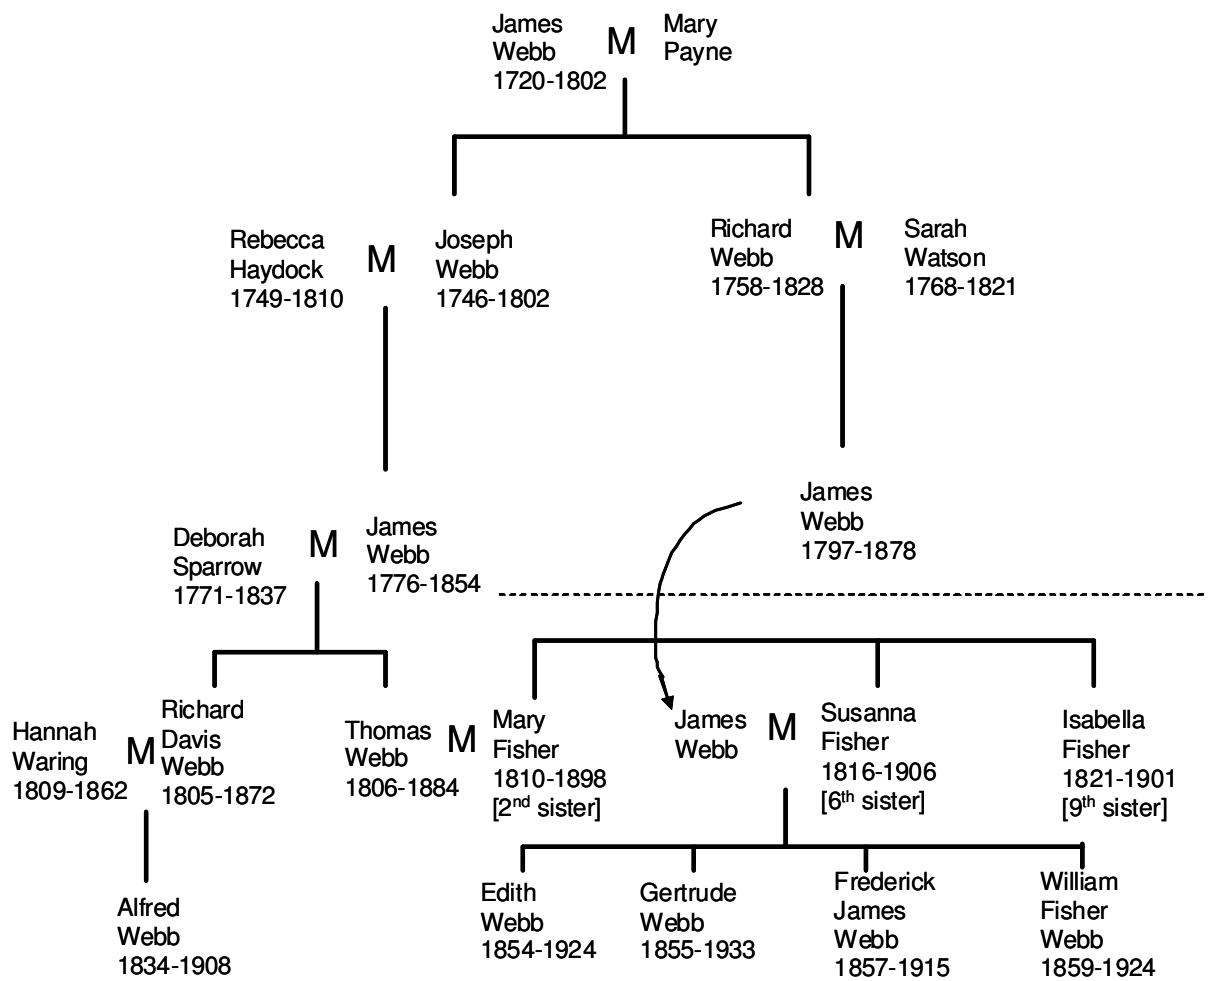 James
Webb
1720-1802
M
Mary
Payne
Rebecca
Haydock
1749-1810
M
Joseph
Webb
1746-1802
Richard
Webb
1758-1828
M
Sarah
Watson
1768-1821
Deborah
Sparrow
1771-1837
M
James
Webb
1776-1854
James
Webb
1797-1878
Hannah
Waring
1809-1862
M
Richard
Davis
Webb
1805-1872
Thomas
Webb
1806-1884
M
Mary
Fisher
1810-1898
[2nd sister]
James
Webb
M
Susanna
Fisher
1816-1906
[6th sister]
Isabella
Fisher
1821-1901
[9th sister]
Alfred
Webb
1834-1908
Edith
Webb
1854-1924
Gertrude
Webb
1855-1933
Frederick
James
Webb
1857-1915
William
Fisher
Webb
1859-1924